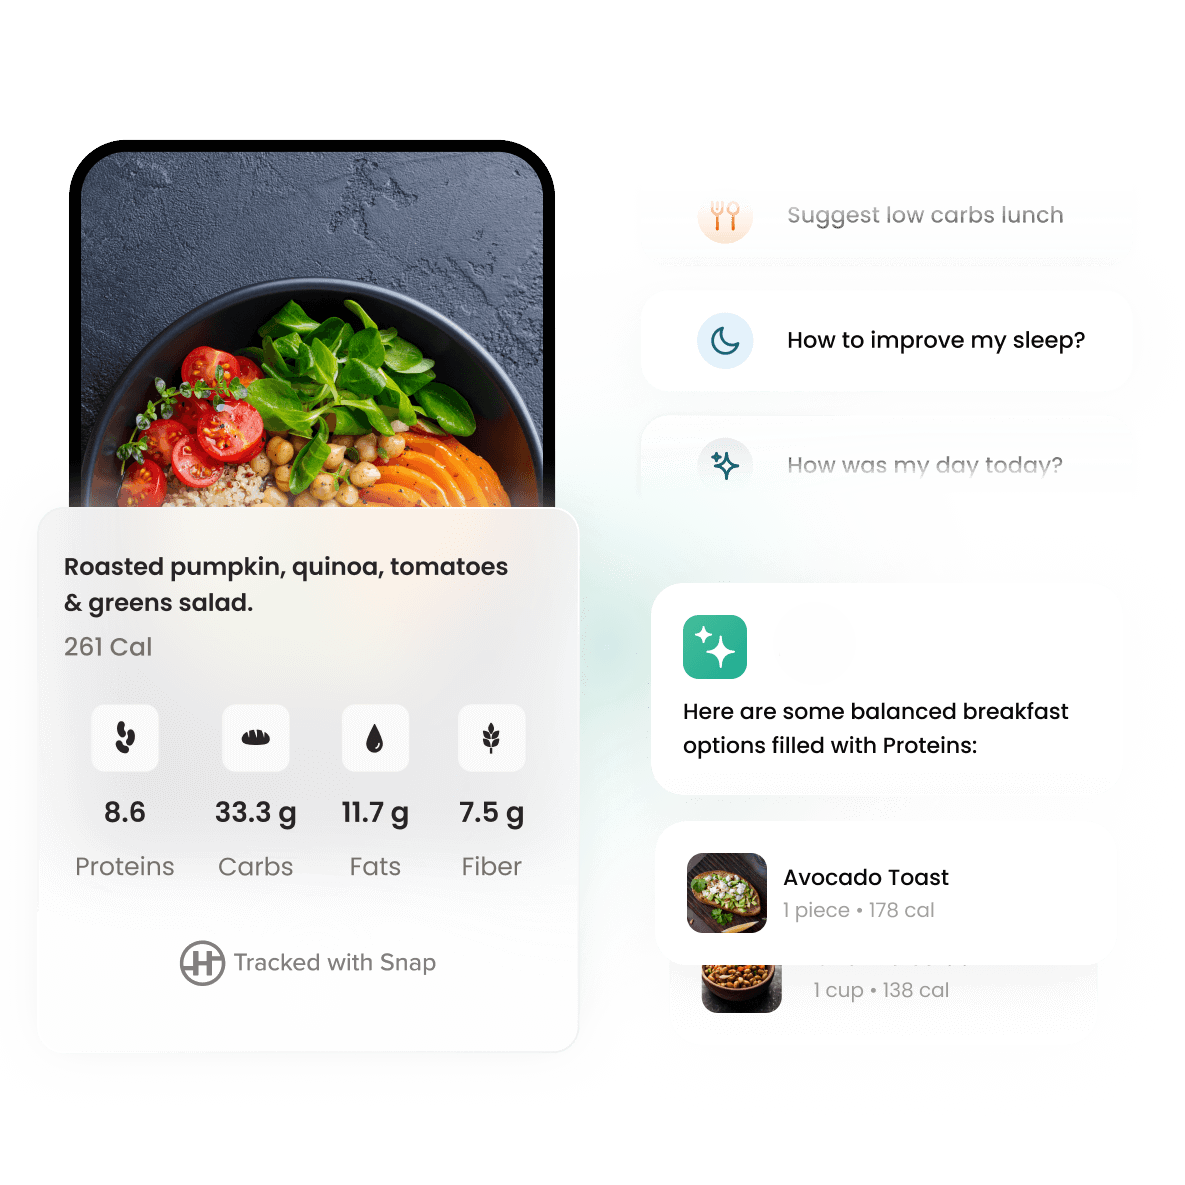 Roasted pumpkin, quinoa, tomatoes
& greens salad.
261 Cal
8.6
33.3 g
11.7 g
7.5 g
Proteins
Carbs
Fats
Fiber
Tracked with Snap
Suggest low carbs lunch
How to improve my sleep?
How was my day today?
Here are some balanced breakfast
options filled with Proteins:
Avocado Toast
1 piece • 178 cal
1 cup • 138 cal